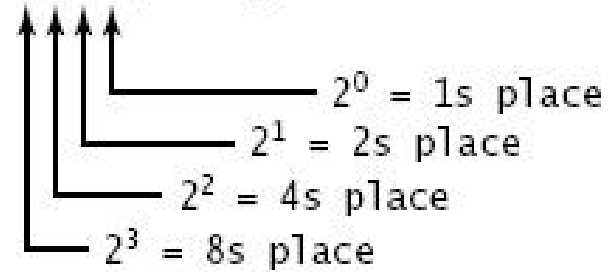 2⁰ = 1s place
2¹ = 2s place
2² = 4s place
2³ = 8s place